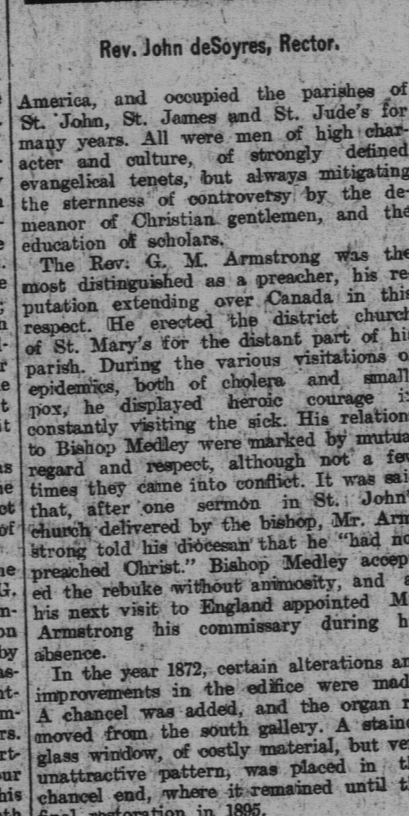 Rev. John deSoyres, Rector.
America, and occupied the parishes of
St. John, St. James and St. Jude's for
many years. All were men of high char-
acter and culture, of strongly defined
evangelical tenets, but always mitigating
the sternness of controversy by the de-
meanor of Christian gentlemen, and the
education of scholars.
The Rev. G. M. Armstrong was the
most distinguished as a preacher, his re
putation extending over Canada in this
respect. He erected the district church
of St. Mary's for the distant part of hi
parish. During the various visitations o
epidemics, both of cholera and small
pox, he displayed heroic courage i
constantly visiting the sick. His relation
to Bishop Medley were marked by mutua
regard and respect, although not a few
times they came into conflict. It was sai
that, after one sermon in St. John'
church delivered by the bishop, Mr. Arm
strong told his diocesan that he "had no
preached Christ." Bishop Medley accep
ed the rebuke without animosity, and a
his next visit to England appointed M
Armstrong his commissary during h
absence.
In the year 1872, certain alterations an
improvements in the edifice were mad
A chancel was added, and the organ r
moved from the south gallery. A staine
glass window, of costly material, but ver
unattractive pattern, was placed in th
chancel end, where it remained until t
final restoration in 1895.